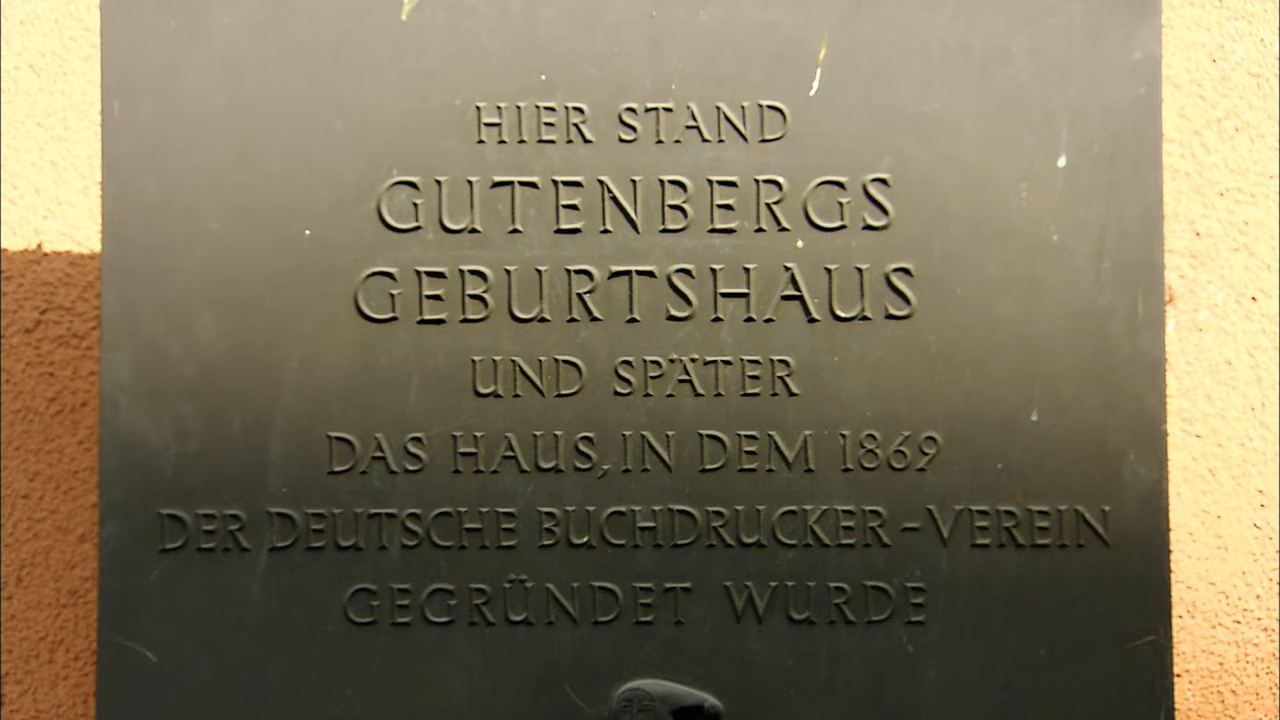 HIER STAND
GUTENBERGS
GEBURTSHAUS
UND SPÄTER
DAS HAUS, IN DEM 1869
DER DEUTSCHE BUCHDRUCKER-VEREIN
GEGRÜNDET WURDE